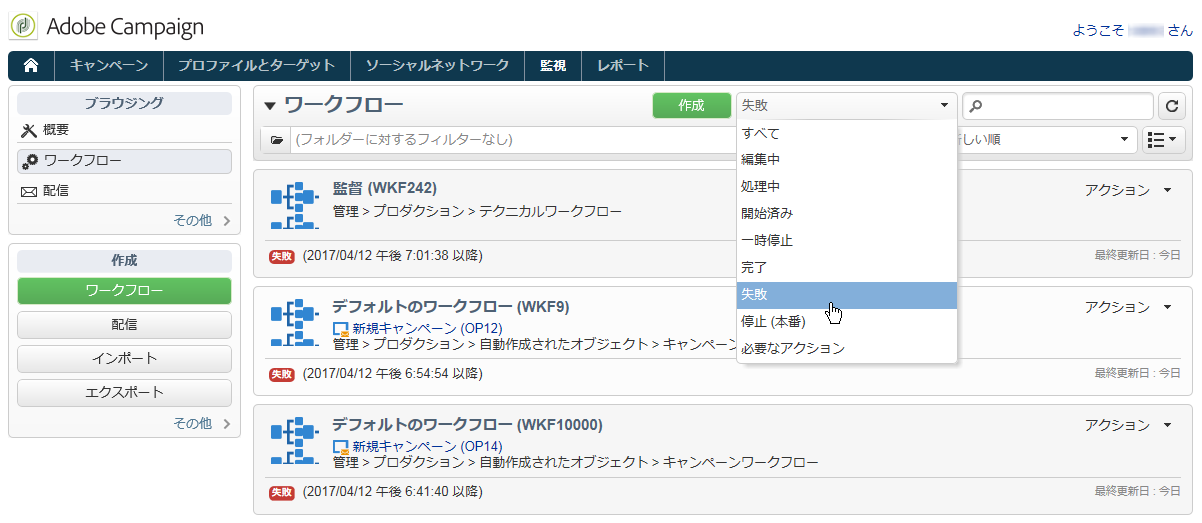 Adobe Campaign
ようこそ さん
キャンペーン プロファイルとターゲット ソーシャルネットワーク 監視 レポート
ブラウジング
概要
ワークフロー
配信
その他
作成
ワークフロー
配信
インポート
エクスポート
その他
ワークフロー 作成 失敗
(フォルダーに対するフィルターなし) しい順
すべて
編集中
処理中
開始済み
一時停止
完了
失敗
停止 (本番)
必要なアクション
監督 (WKF242) アクション
管理 > プロダクション > テクニカルワークフロー
失敗 (2017/04/12 午後 7:01:38 以降) 最終更新日 : 今日
デフォルトのワークフロー (WKF9) アクション
新規キャンペーン (OP12)
管理 > プロダクション > 自動作成されたオブジェクト > キャンペーン
失敗 (2017/04/12 午後 6:54:54 以降) 最終更新日 : 今日
デフォルトのワークフロー (WKF10000) アクション
新規キャンペーン (OP14)
管理 > プロダクション > 自動作成されたオブジェクト > キャンペーンワークフロー
失敗 (2017/04/12 午後 6:41:40 以降) 最終更新日 : 今日